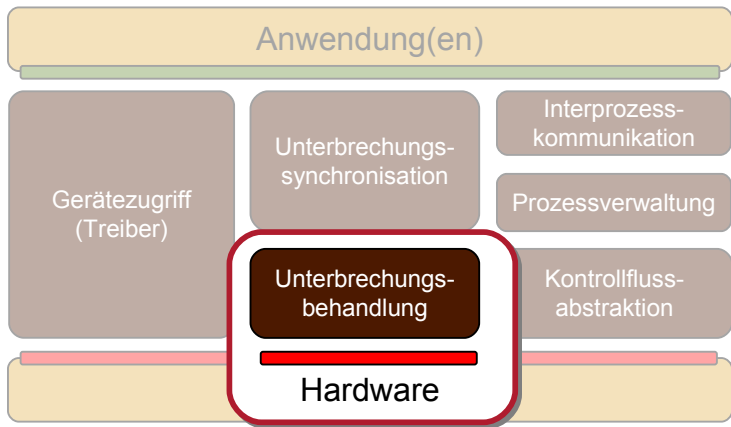 Anwendung(en)
Gerätezugriff
(Treiber)
Unterbrechungs-
synchronisation
Interprozess-
kommunikation
Prozessverwaltung
Unterbrechungs-
behandlung
Kontrollfluss-
abstraktion
Hardware